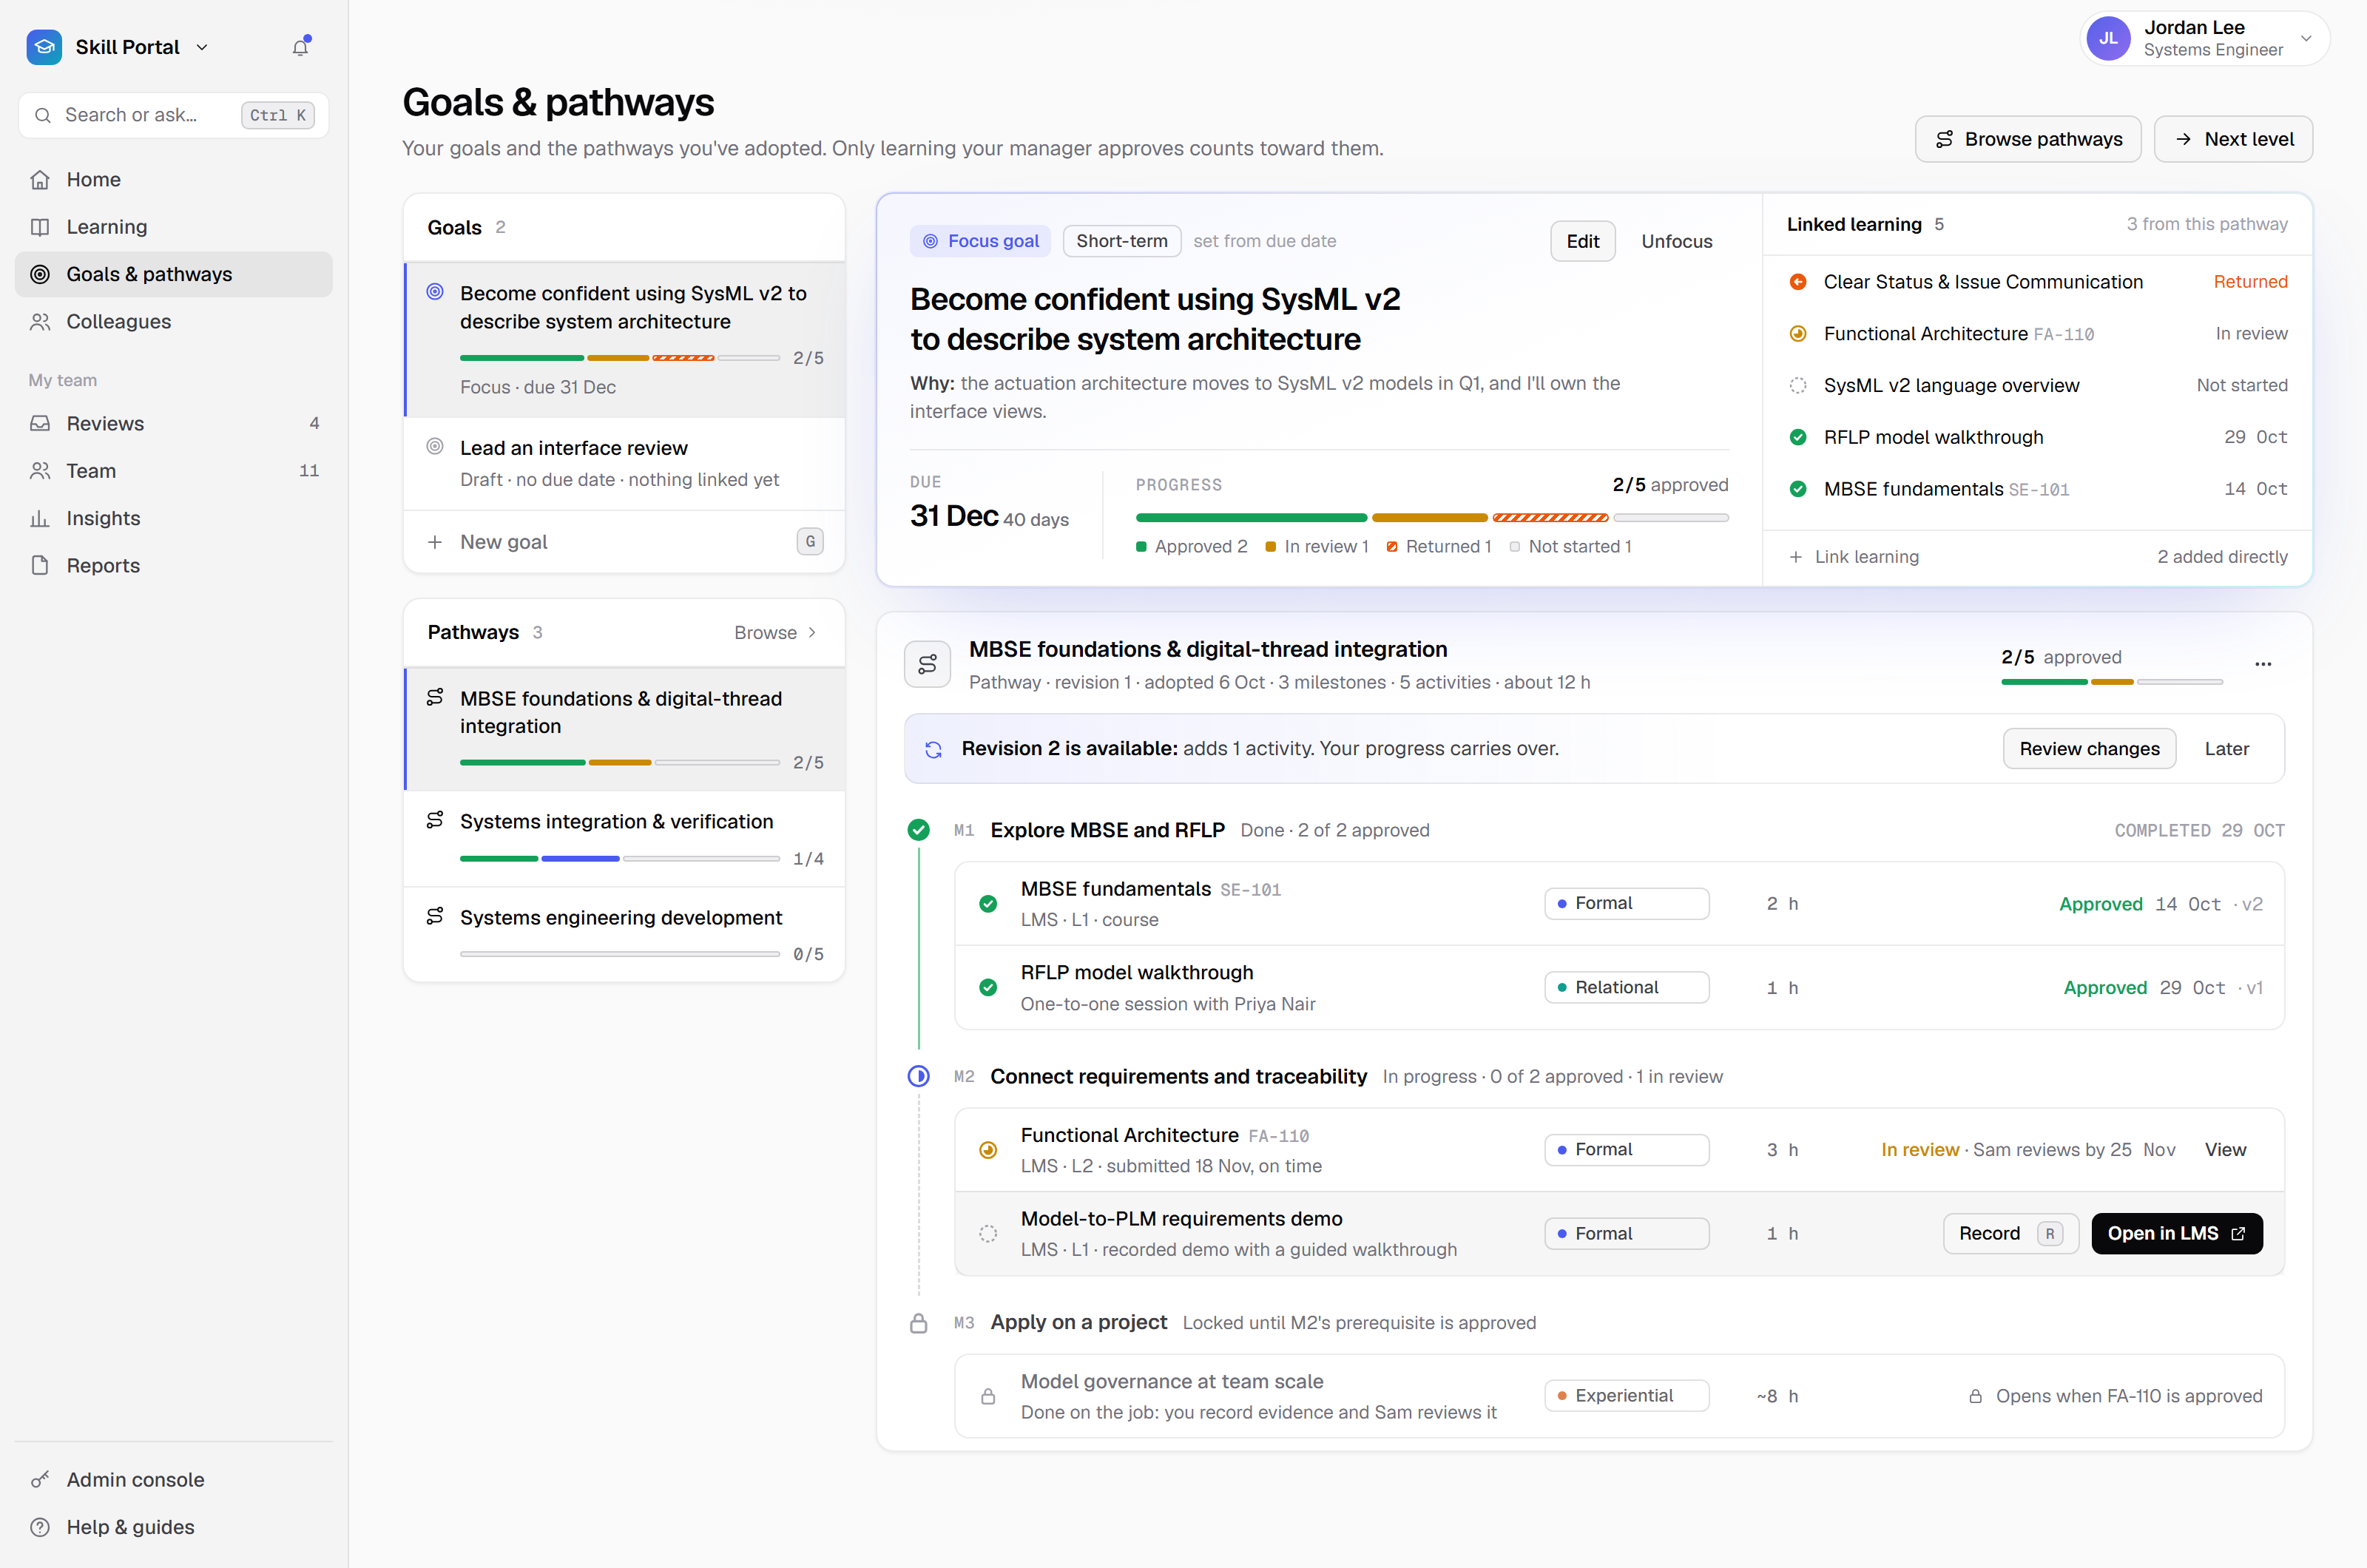 Skill Portal
Search or ask...
Ctrl K
Home
Learning
Goals & pathways
Colleagues
My team
Reviews 4
Team 11
Insights
Reports
Admin console
Help & guides
JL
Jordan Lee
Systems Engineer
Goals & pathways
Your goals and the pathways you've adopted. Only learning your manager approves counts toward them.
Browse pathways
Next level
Goals 2
Become confident using SysML v2 to
describe system architecture
2/5
Focus · due 31 Dec
Lead an interface review
Draft · no due date · nothing linked yet
New goal G
Pathways 3
Browse
MBSE foundations & digital-thread
integration
2/5
Systems integration & verification
1/4
Systems engineering development
0/5
Focus goal
Short-term
set from due date
Edit
Unfocus
Become confident using SysML v2
to describe system architecture
Why: the actuation architecture moves to SysML v2 models in Q1, and I'll own the
interface views.
DUE
31 Dec 40 days
PROGRESS
2/5 approved
Approved 2 In review 1 Returned 1 Not started 1
Linked learning 5
3 from this pathway
Clear Status & Issue Communication Returned
Functional Architecture FA-110 In review
SysML v2 language overview Not started
RFLP model walkthrough 29 Oct
MBSE fundamentals SE-101 14 Oct
Link learning
2 added directly
MBSE foundations & digital-thread integration
Pathway · revision 1 · adopted 6 Oct · 3 milestones · 5 activities · about 12 h
2/5 approved
Revision 2 is available: adds 1 activity. Your progress carries over.
Review changes
Later
M1 Explore MBSE and RFLP Done · 2 of 2 approved
COMPLETED 29 OCT
MBSE fundamentals SE-101
LMS · L1 · course
Formal
2 h
Approved 14 Oct · v2
RFLP model walkthrough
One-to-one session with Priya Nair
Relational
1 h
Approved 29 Oct · v1
M2 Connect requirements and traceability In progress · 0 of 2 approved · 1 in review
Functional Architecture FA-110
LMS · L2 · submitted 18 Nov, on time
Formal
3 h
In review · Sam reviews by 25 Nov
View
Model-to-PLM requirements demo
LMS · L1 · recorded demo with a guided walkthrough
Formal
1 h
Record R
Open in LMS
M3 Apply on a project Locked until M2's prerequisite is approved
Model governance at team scale
Done on the job: you record evidence and Sam reviews it
Experiential
~8 h
Opens when FA-110 is approved